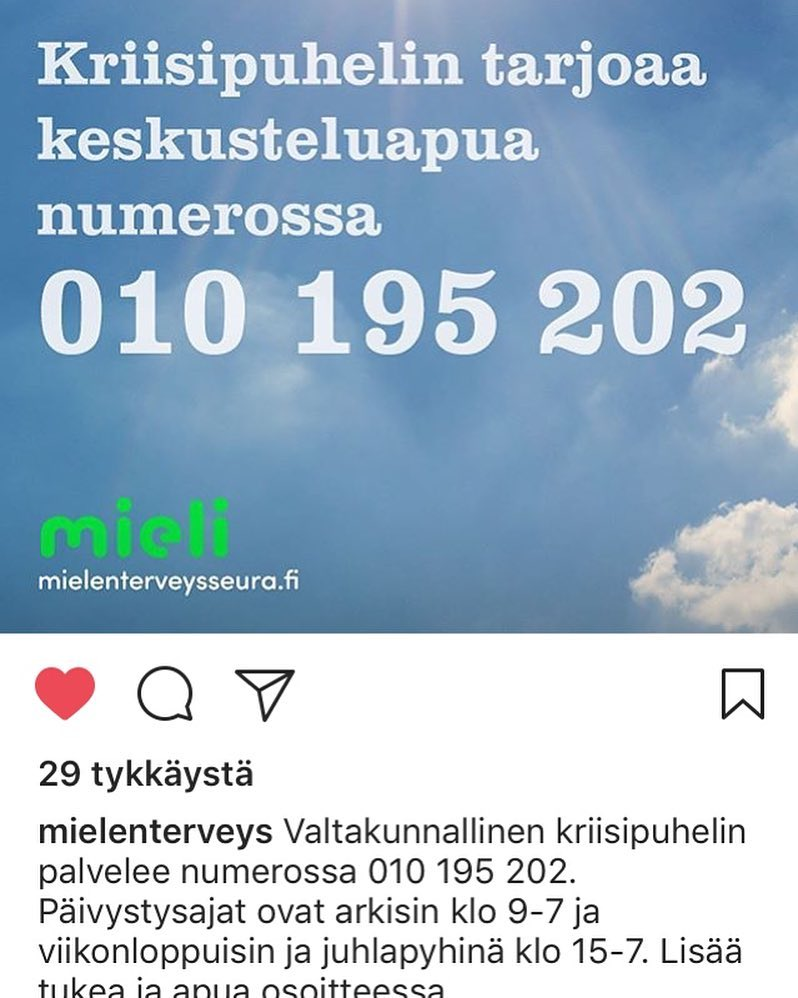 Kriisipuhelin tarjoaa
keskusteluapua
numerossa
010 195 202
mieli
mielenterveysseura.fi
29 tykkäystä
mielenterveys Valtakunnallinen kriisipuhelin
palvelee numerossa 010 195 202.
Päivystysajat ovat arkisin klo 9-7 ja
viikonloppuisin ja juhlapyhinä klo 15-7. Lisää
tukea ja apua osoitteessa